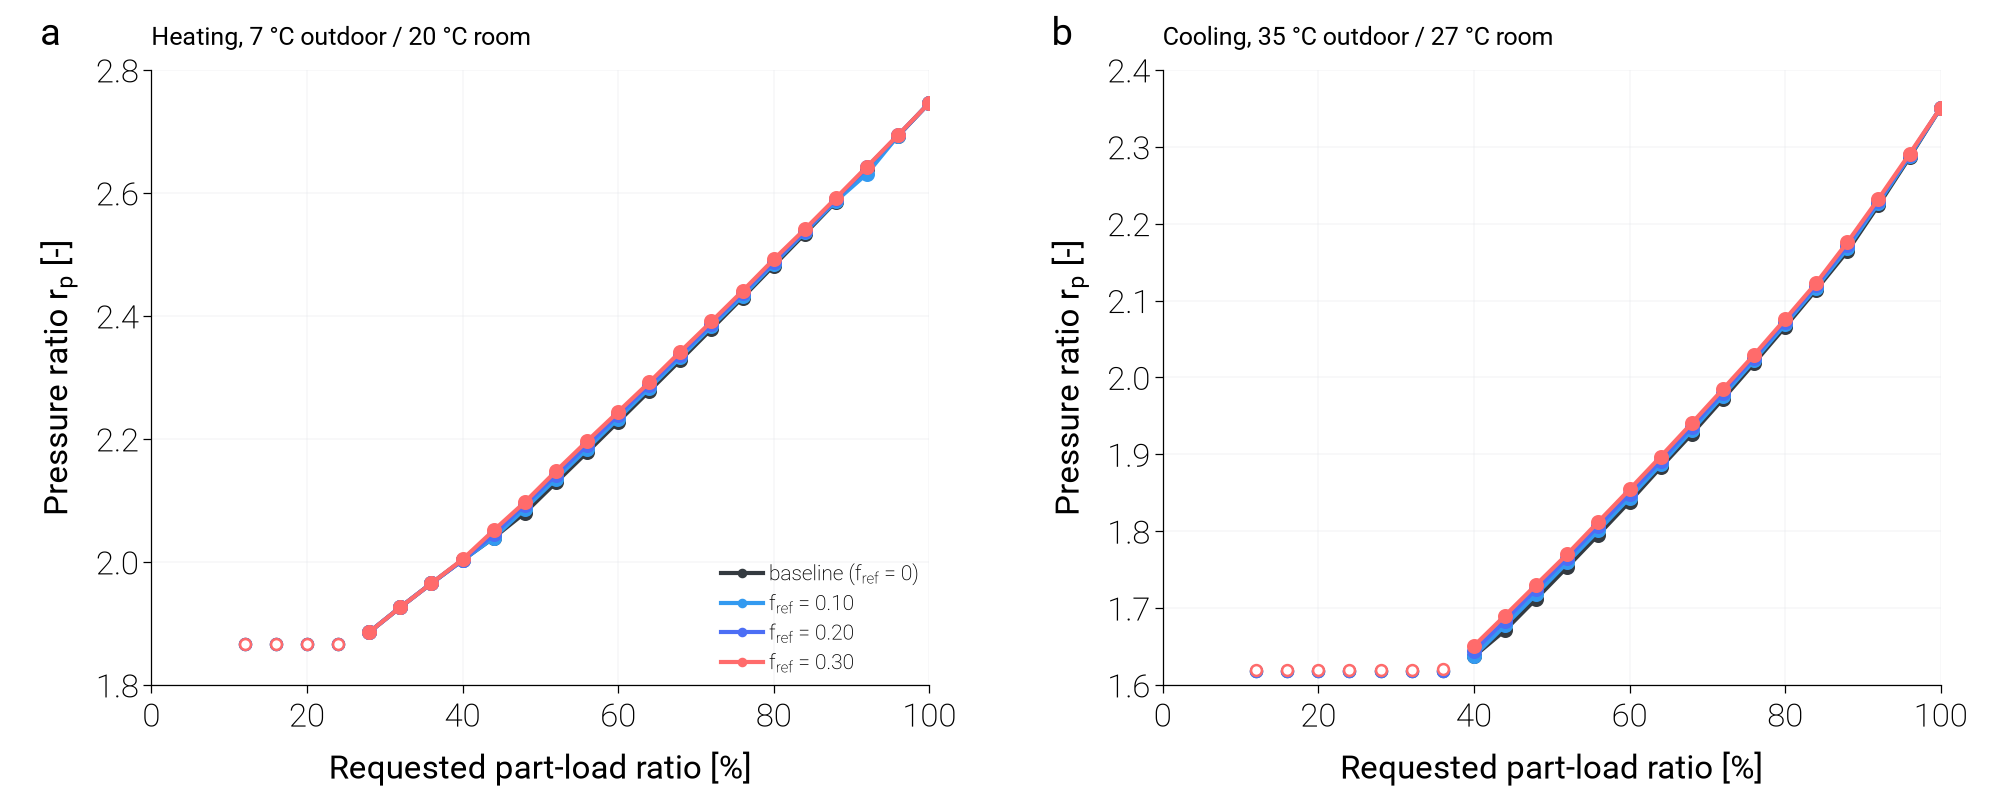 a
Heating, 7 °C outdoor / 20 °C room
2.8
2.6
2.4
2.2
2.0
1.8
Pressure ratio rp [-]
0 20 40 60 80 100
Requested part-load ratio [%]
baseline (fref = 0)
fref = 0.10
fref = 0.20
fref = 0.30
b
Cooling, 35 °C outdoor / 27 °C room
2.4
2.3
2.2
2.1
2.0
1.9
1.8
1.7
1.6
Pressure ratio rp [-]
0 20 40 60 80 100
Requested part-load ratio [%]